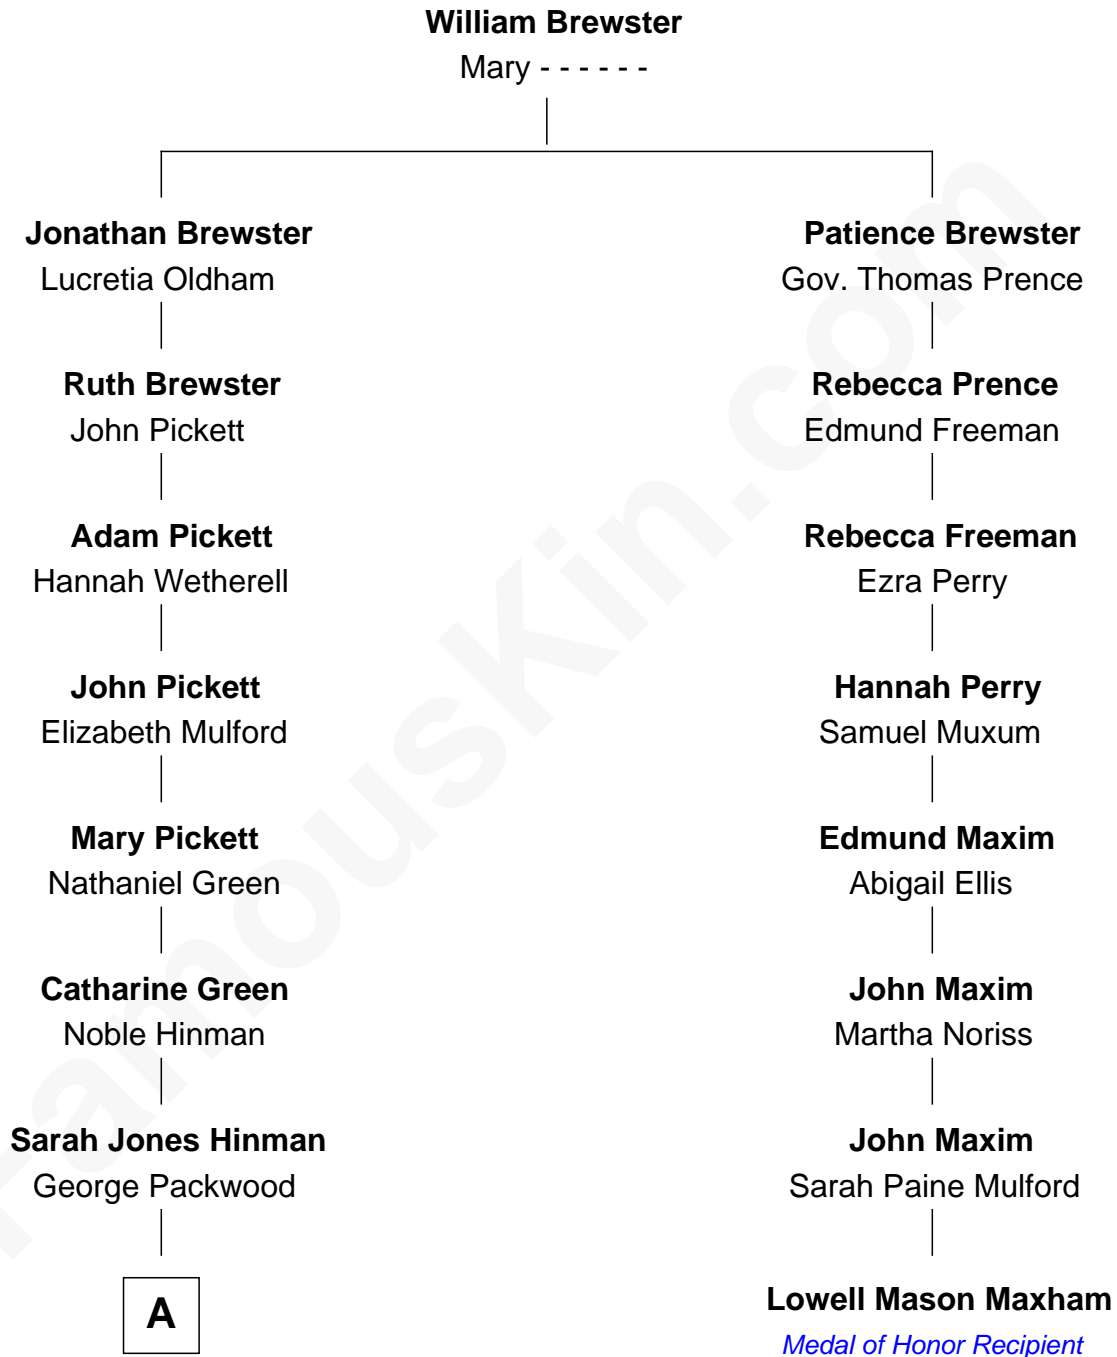 William Brewster
Mary - - - - - -
Jonathan Brewster
Lucretia Oldham
Patience Brewster
Gov. Thomas Prence
Ruth Brewster
John Pickett
Rebecca Prence
Edmund Freeman
Adam Pickett
Hannah Wetherell
Rebecca Freeman
Ezra Perry
John Pickett
Elizabeth Mulford
Hannah Perry
Samuel Muxum
Mary Pickett
Nathaniel Green
Edmund Maxim
Abigail Ellis
Catharine Green
Noble Hinman
John Maxim
Martha Noriss
Sarah Jones Hinman
George Packwood
John Maxim
Sarah Paine Mulford
A
Lowell Mason Maxham
Medal of Honor Recipient
FamousKin.com